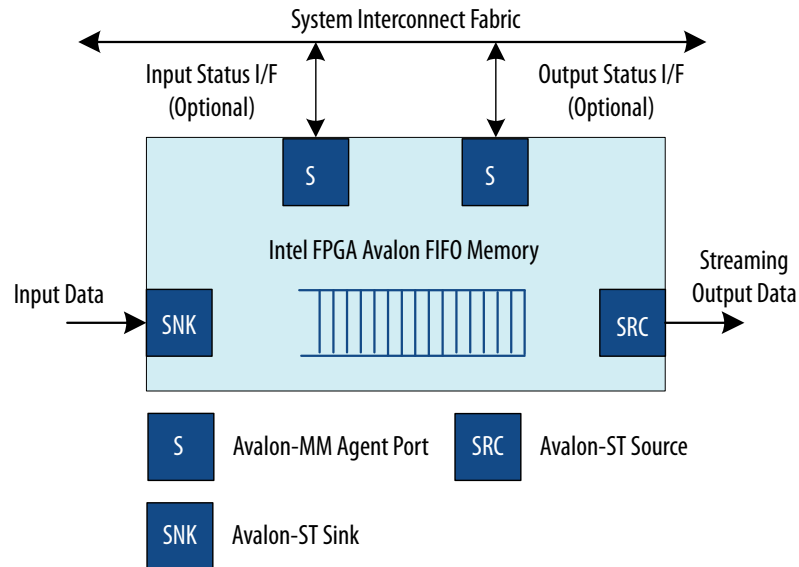 System Interconnect Fabric
Input Status I/F
(Optional)
Output Status I/F
(Optional)
S
S
Intel FPGA Avalon FIFO Memory
Input Data
SNK
SRC
Streaming
Output Data
S
Avalon-MM Agent Port
SRC
Avalon-ST Source
SNK
Avalon-ST Sink